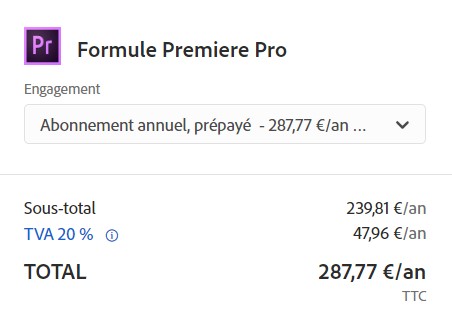 Pr
Formule Premiere Pro
Engagement
Abonnement annuel, prépayé - 287,77 €/an ...
Sous-total 239,81 €/an
TVA 20 % 47,96 €/an
TOTAL 287,77 €/an
TTC